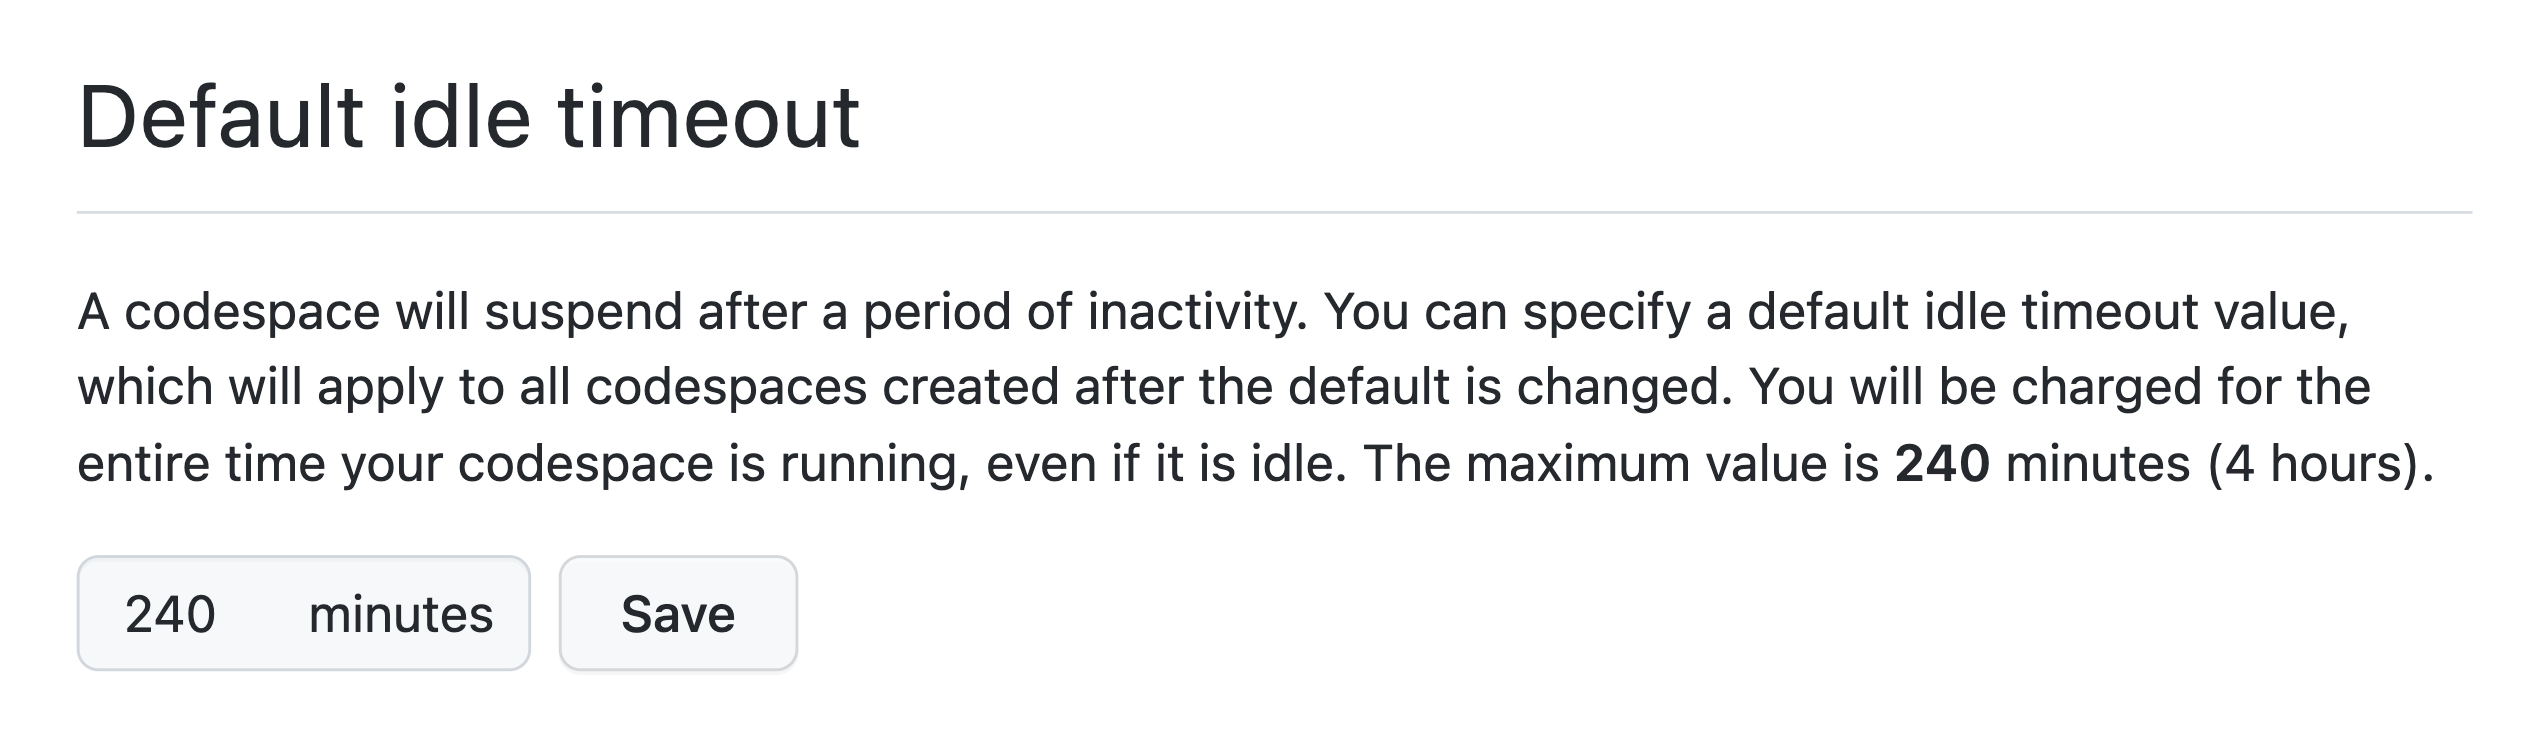 Default idle timeout
A codespace will suspend after a period of inactivity. You can specify a default idle timeout value,
which will apply to all codespaces created after the default is changed. You will be charged for the
entire time your codespace is running, even if it is idle. The maximum value is 240 minutes (4 hours).
240 minutes Save